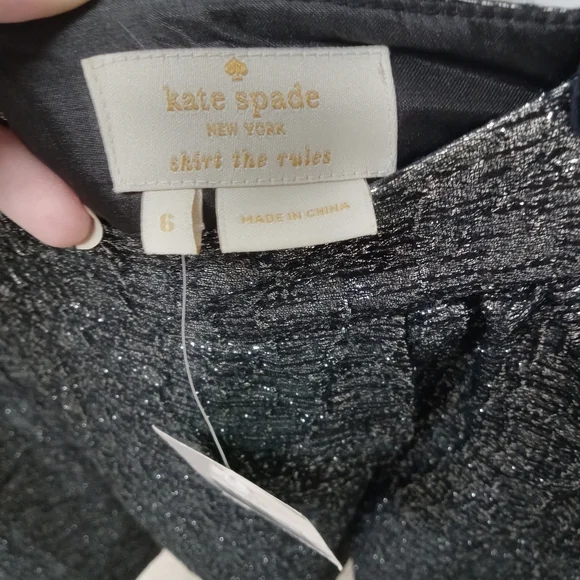 kate spade
NEW YORK
skirt the rules
6
MADE IN CHINA